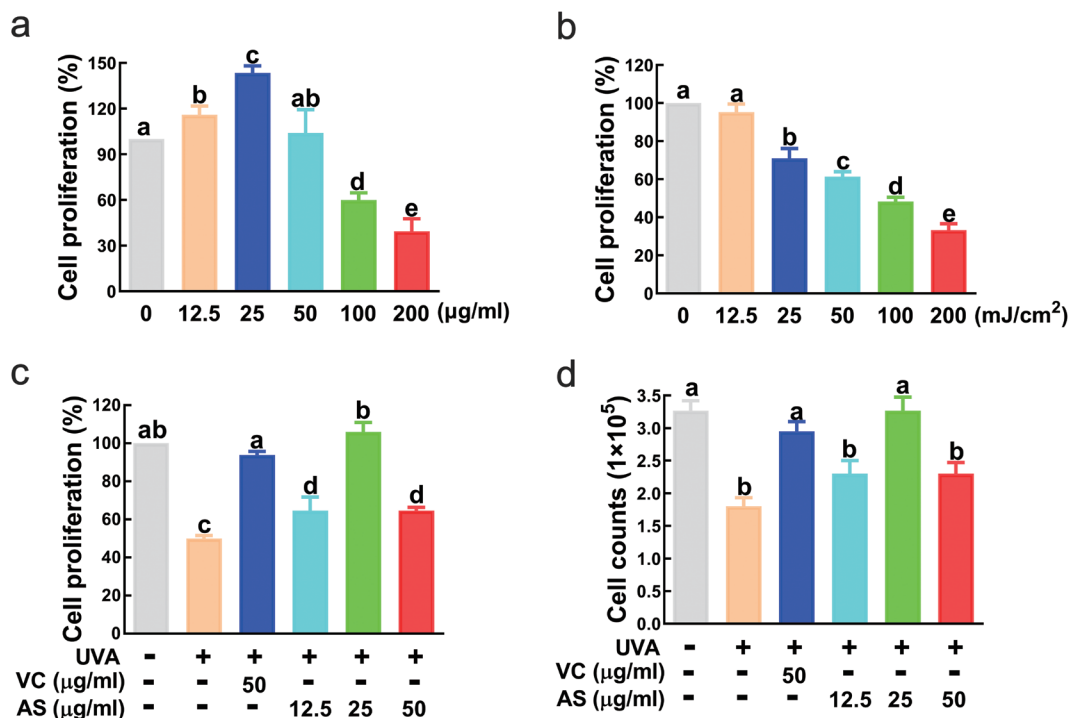 a
Cell proliferation (%)
150
120
90
60
30
0
a
b
c
ab
d
e
0 12.5 25 50 100 200 (μg/ml)
b
Cell proliferation (%)
120
100
80
60
40
20
0
a
a
b
c
d
e
0 12.5 25 50 100 200 (mJ/cm²)
c
Cell proliferation (%)
120
100
80
60
40
20
0
ab
c
a
d
b
d
UVA - + + + + +
VC (μg/ml) - - 50 - - -
AS (μg/ml) - - - 12.5 25 50
d
Cell counts (1×10⁵)
3.5
3.0
2.5
2.0
1.5
1.0
0.5
0.0
a
b
a
b
a
b
UVA - + + + + +
VC (μg/ml) - - 50 - - -
AS (μg/ml) - - - 12.5 25 50